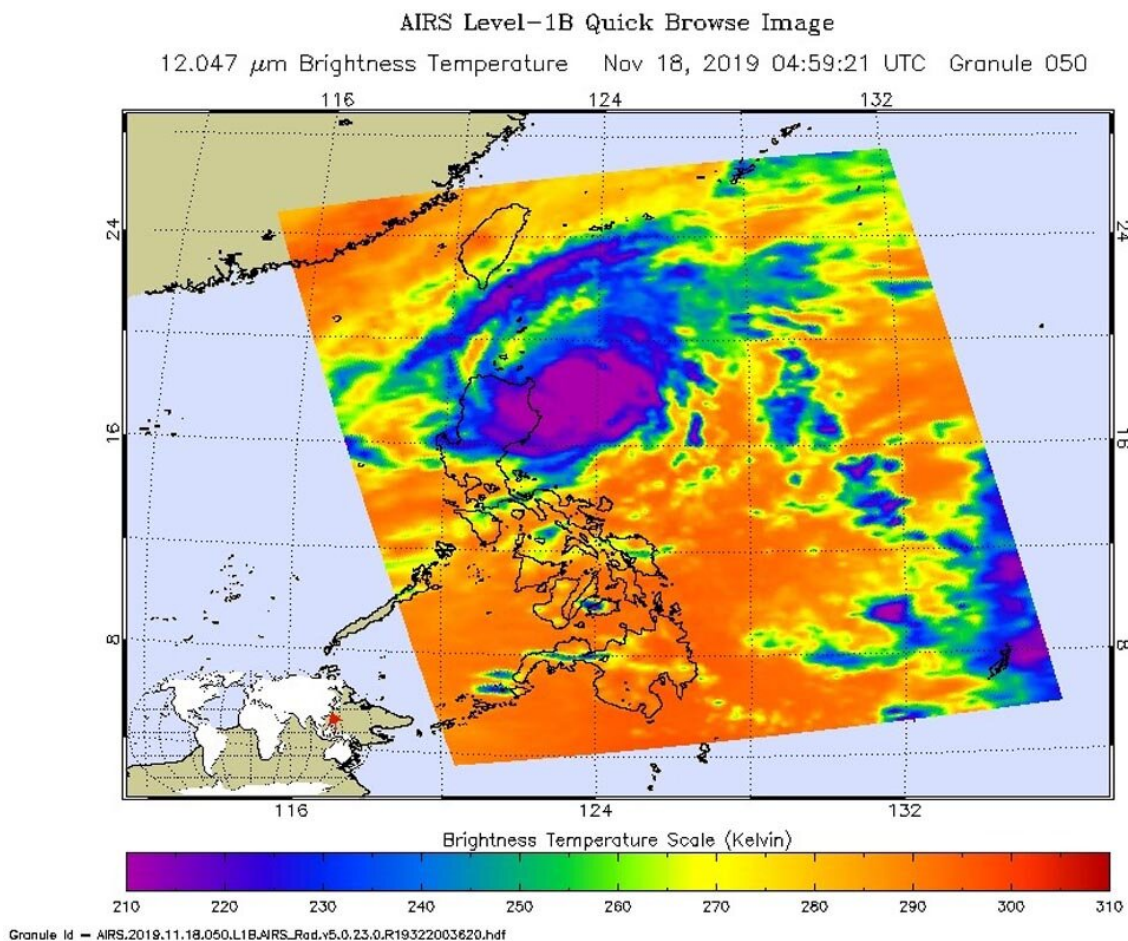 AIRS Level-1B Quick Browse Image
12.047 μm Brightness Temperature Nov 18, 2019 04:59:21 UTC Granule 050
116 124 132
24 24
16 16
8 8
116 124 132
Brightness Temperature Scale (Kelvin)
210 220 230 240 250 260 270 280 290 300 310
Granule Id – AIRS.2019.11.18.050.L1B.AIRS_Rad.v5.0.23.0.R19322003620.hdf